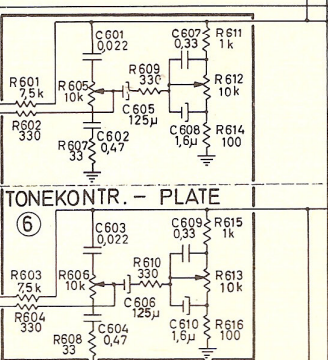 C601
0,022
C607
0,33
R611
1k
R609
330
R601
7,5k
R605
10k
R612
10k
R602
330
C605
125µ
C602
0,47
R607
33
C608
1,6µ
R614
100
TONEKONTR. - PLATE
6
C603
0,022
C609
0,33
R615
1k
R610
330
R603
7,5k
R606
10k
R613
10k
R604
330
C606
125µ
C604
0,47
R608
33
C610
1,6µ
R616
100